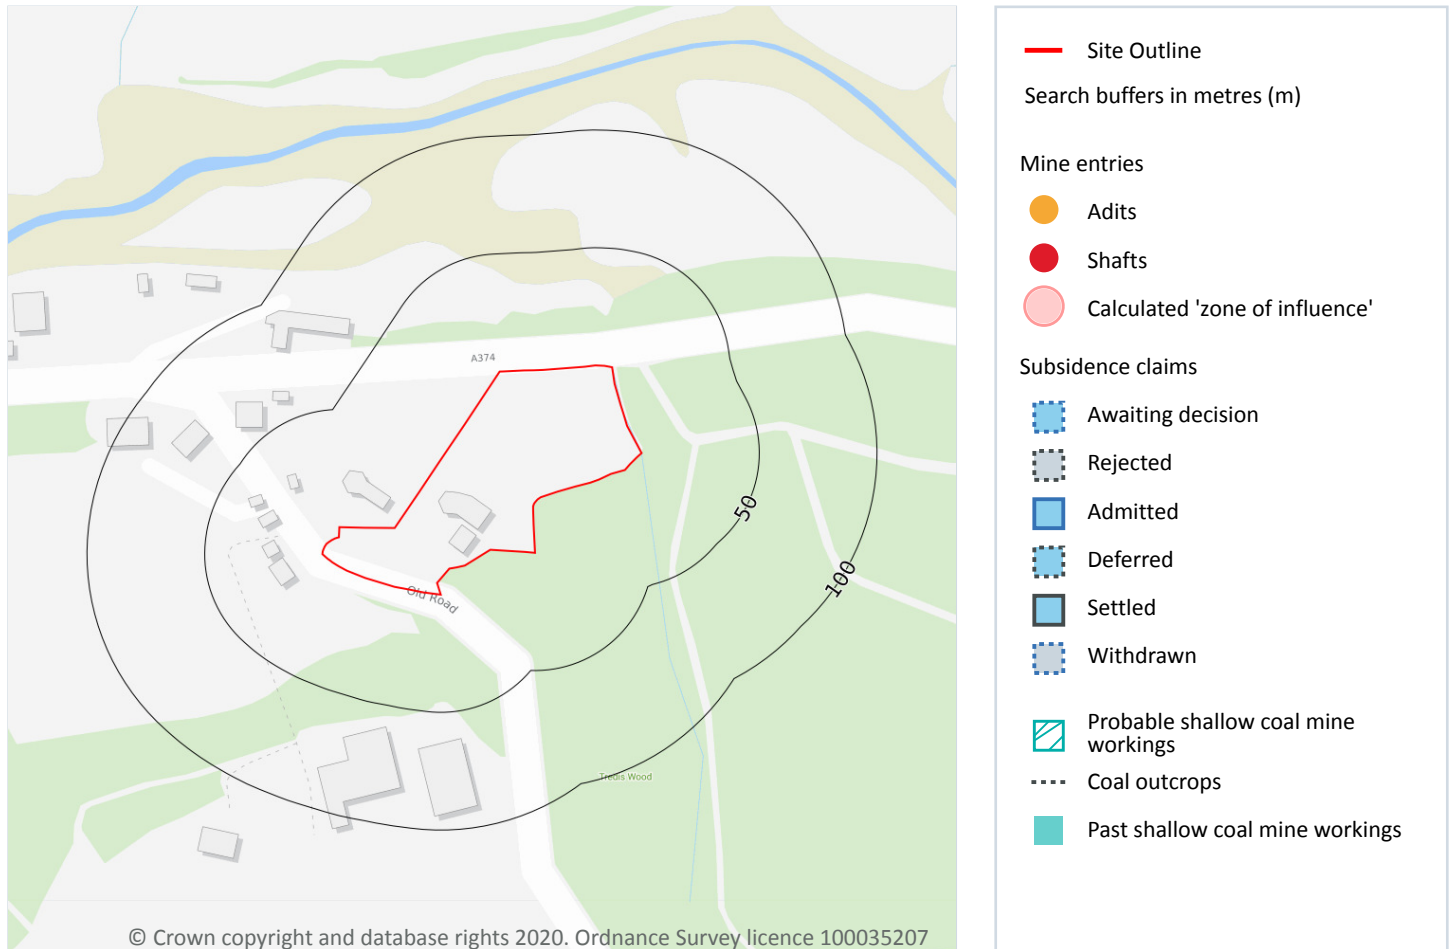 A374
50
100
Old Road
Tredis Wood
© Crown copyright and database rights 2020. Ordnance Survey licence 100035207
Site Outline
Search buffers in metres (m)
Mine entries
Adits
Shafts
Calculated 'zone of influence'
Subsidence claims
Awaiting decision
Rejected
Admitted
Deferred
Settled
Withdrawn
Probable shallow coal mine
workings
Coal outcrops
Past shallow coal mine workings